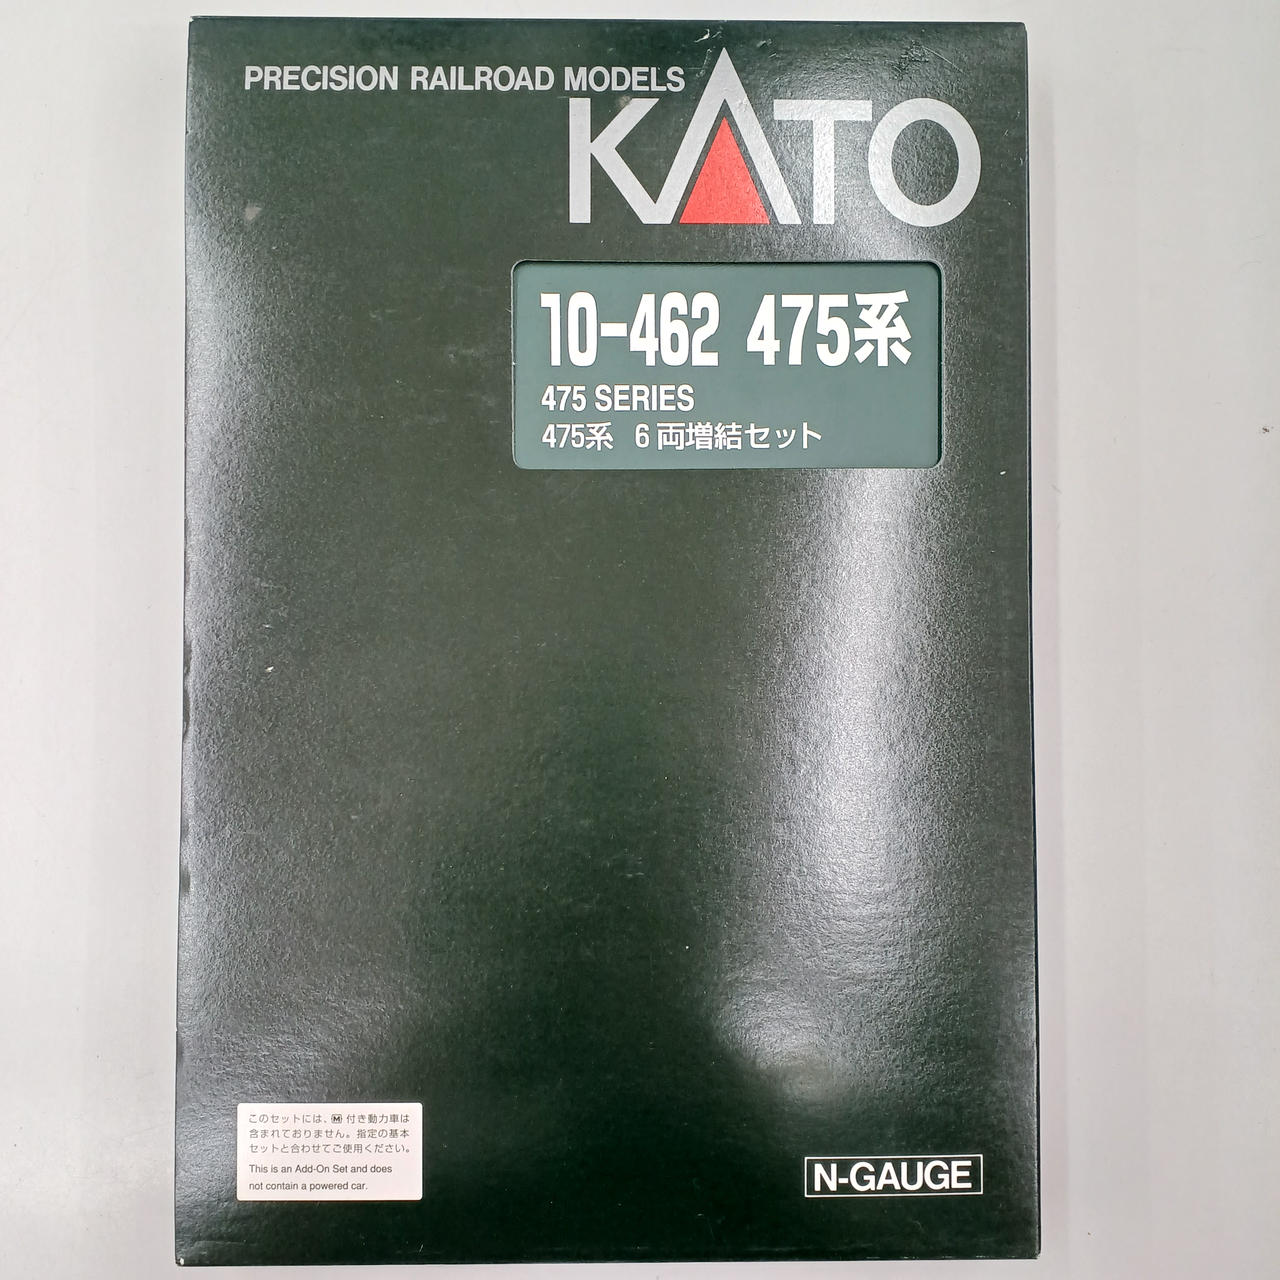 PRECISION RAILROAD MODELS
KATO
10-462 475系
475 SERIES
475系 6両増結セット
このセットには、M付き動力車は
含まれておりません。指定の基本
セットと合わせてご使用ください。
This is an Add-On Set and does
not contain a powered car.
N-GAUGE